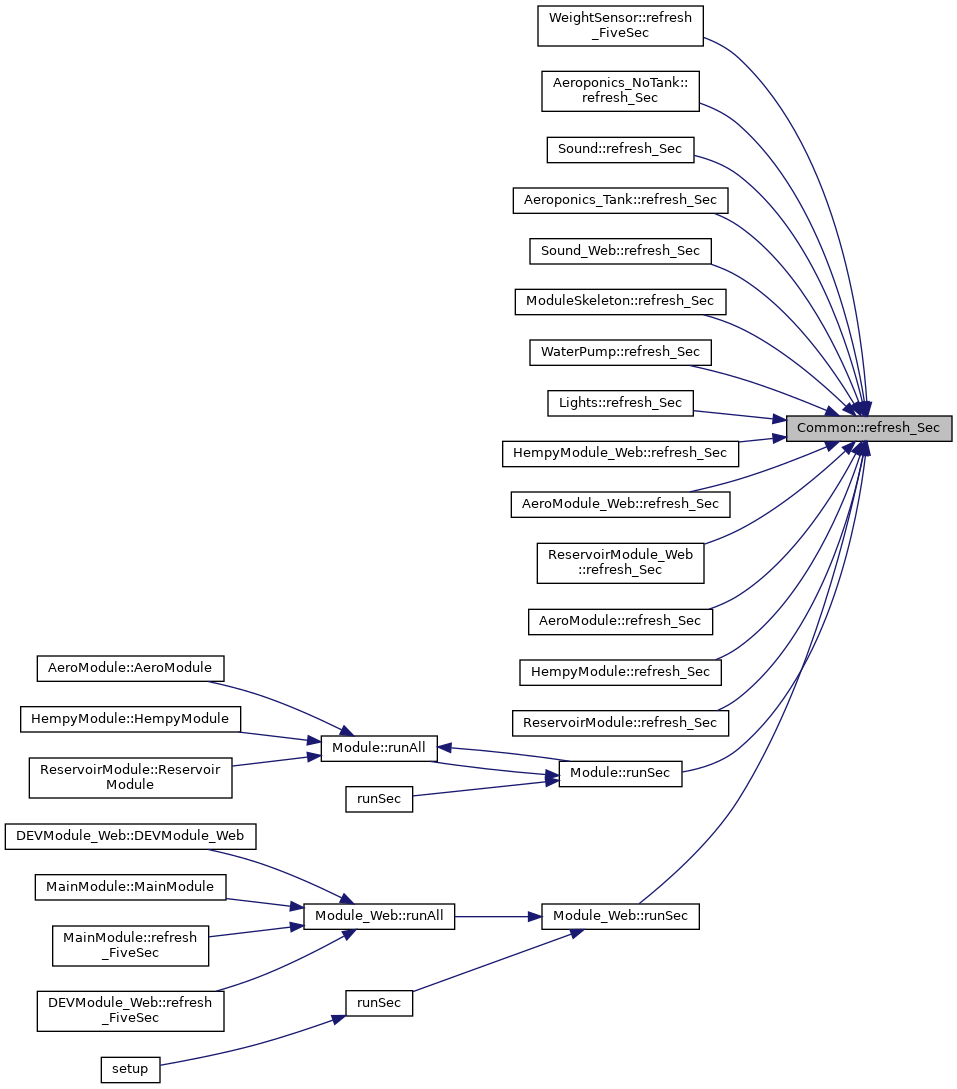 WeightSensor::refresh
_FiveSec
Aeroponics_NoTank::
refresh_Sec
Sound::refresh_Sec
Aeroponics_Tank::refresh_Sec
Sound_Web::refresh_Sec
ModuleSkeleton::refresh_Sec
WaterPump::refresh_Sec
Lights::refresh_Sec
Common::refresh_Sec
HempyModule_Web::refresh_Sec
AeroModule_Web::refresh_Sec
ReservoirModule_Web
::refresh_Sec
AeroModule::refresh_Sec
HempyModule::refresh_Sec
ReservoirModule::refresh_Sec
AeroModule::AeroModule
HempyModule::HempyModule
ReservoirModule::Reservoir
Module
Module::runAll
Module::runSec
runSec
DEVModule_Web::DEVModule_Web
MainModule::MainModule
MainModule::refresh
_FiveSec
DEVModule_Web::refresh
_FiveSec
Module_Web::runAll
Module_Web::runSec
runSec
setup